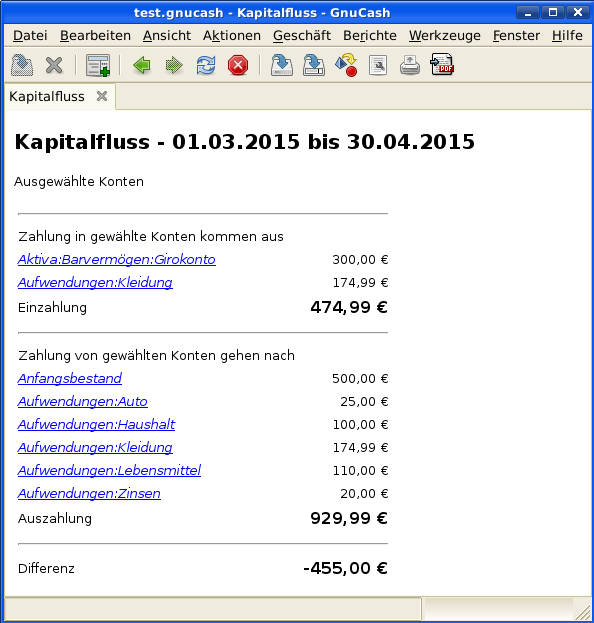 test.gnucash - Kapitalfluss - GnuCash
Datei Bearbeiten Ansicht Aktionen Geschäft Berichte Werkzeuge Fenster Hilfe
PDF
Kapitalfluss
Kapitalfluss - 01.03.2015 bis 30.04.2015
Ausgewählte Konten
Zahlung in gewählte Konten kommen aus
Aktiva:Barvermögen:Girokonto 300,00 €
Aufwendungen:Kleidung 174,99 €
Einzahlung 474,99 €
Zahlung von gewählten Konten gehen nach
Anfangsbestand 500,00 €
Aufwendungen:Auto 25,00 €
Aufwendungen:Haushalt 100,00 €
Aufwendungen:Kleidung 174,99 €
Aufwendungen:Lebensmittel 110,00 €
Aufwendungen:Zinsen 20,00 €
Auszahlung 929,99 €
Differenz -455,00 €